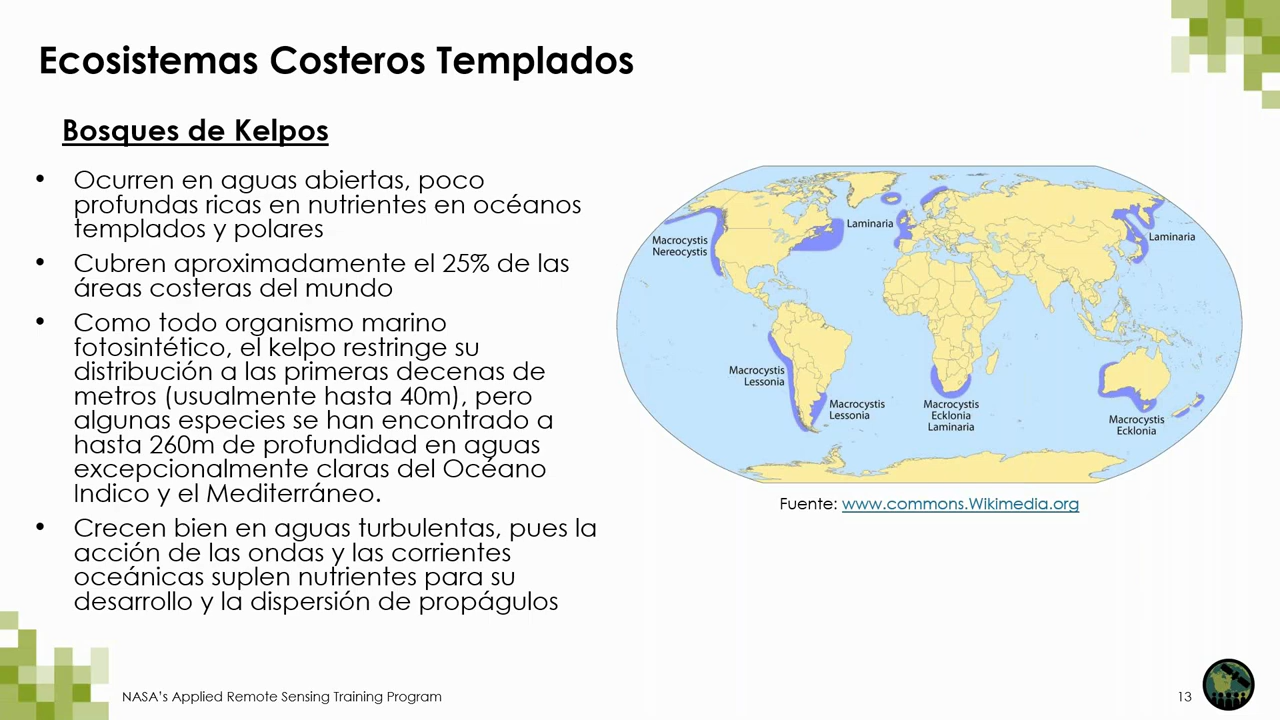 Ecosistemas Costeros Templados
Bosques de Kelpos
• Ocurren en aguas abiertas, poco
profundas ricas en nutrientes en océanos
templados y polares
• Cubren aproximadamente el 25% de las
áreas costeras del mundo
• Como todo organismo marino
fotosintético, el kelpo restringe su
distribución a las primeras decenas de
metros (usualmente hasta 40m), pero
algunas especies se han encontrado a
hasta 260m de profundidad en aguas
excepcionalmente claras del Océano
Indico y el Mediterráneo.
• Crecen bien en aguas turbulentas, pues la
acción de las ondas y las corrientes
oceánicas suplen nutrientes para su
desarrollo y la dispersión de propágulos
Macrocystis
Nereocystis
Laminaria
Laminaria
Macrocystis
Lessonia
Macrocystis
Lessonia
Macrocystis
Ecklonia
Laminaria
Macrocystis
Ecklonia
Fuente: www.commons.Wikimedia.org
NASA's Applied Remote Sensing Training Program
13